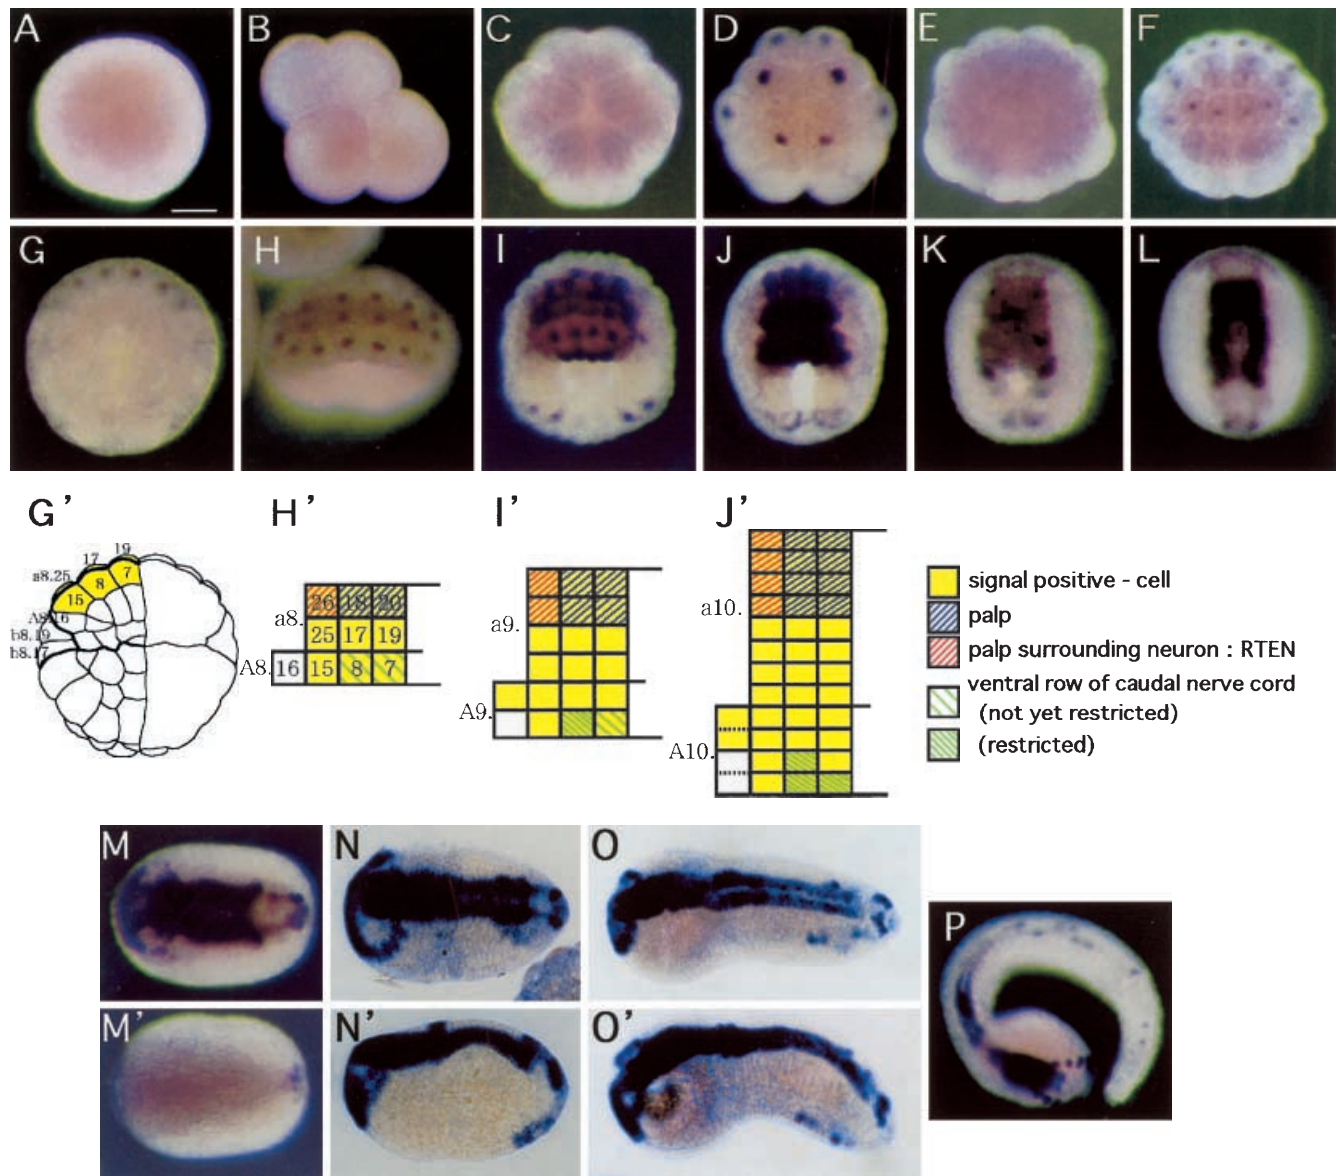 A B C D E F
G H I J K L
G’ H’ I’ J’
19
17
a8.25 8 7
15
A8.16
b8.19
b8.17
a8. 26 18 20
25 17 19
A8. 16 15 8 7
a9.
A9.
a10.
A10.
signal positive - cell
palp
palp surrounding neuron : RTEN
ventral row of caudal nerve cord
(not yet restricted)
(restricted)
M N O
P
M’ N’ O’